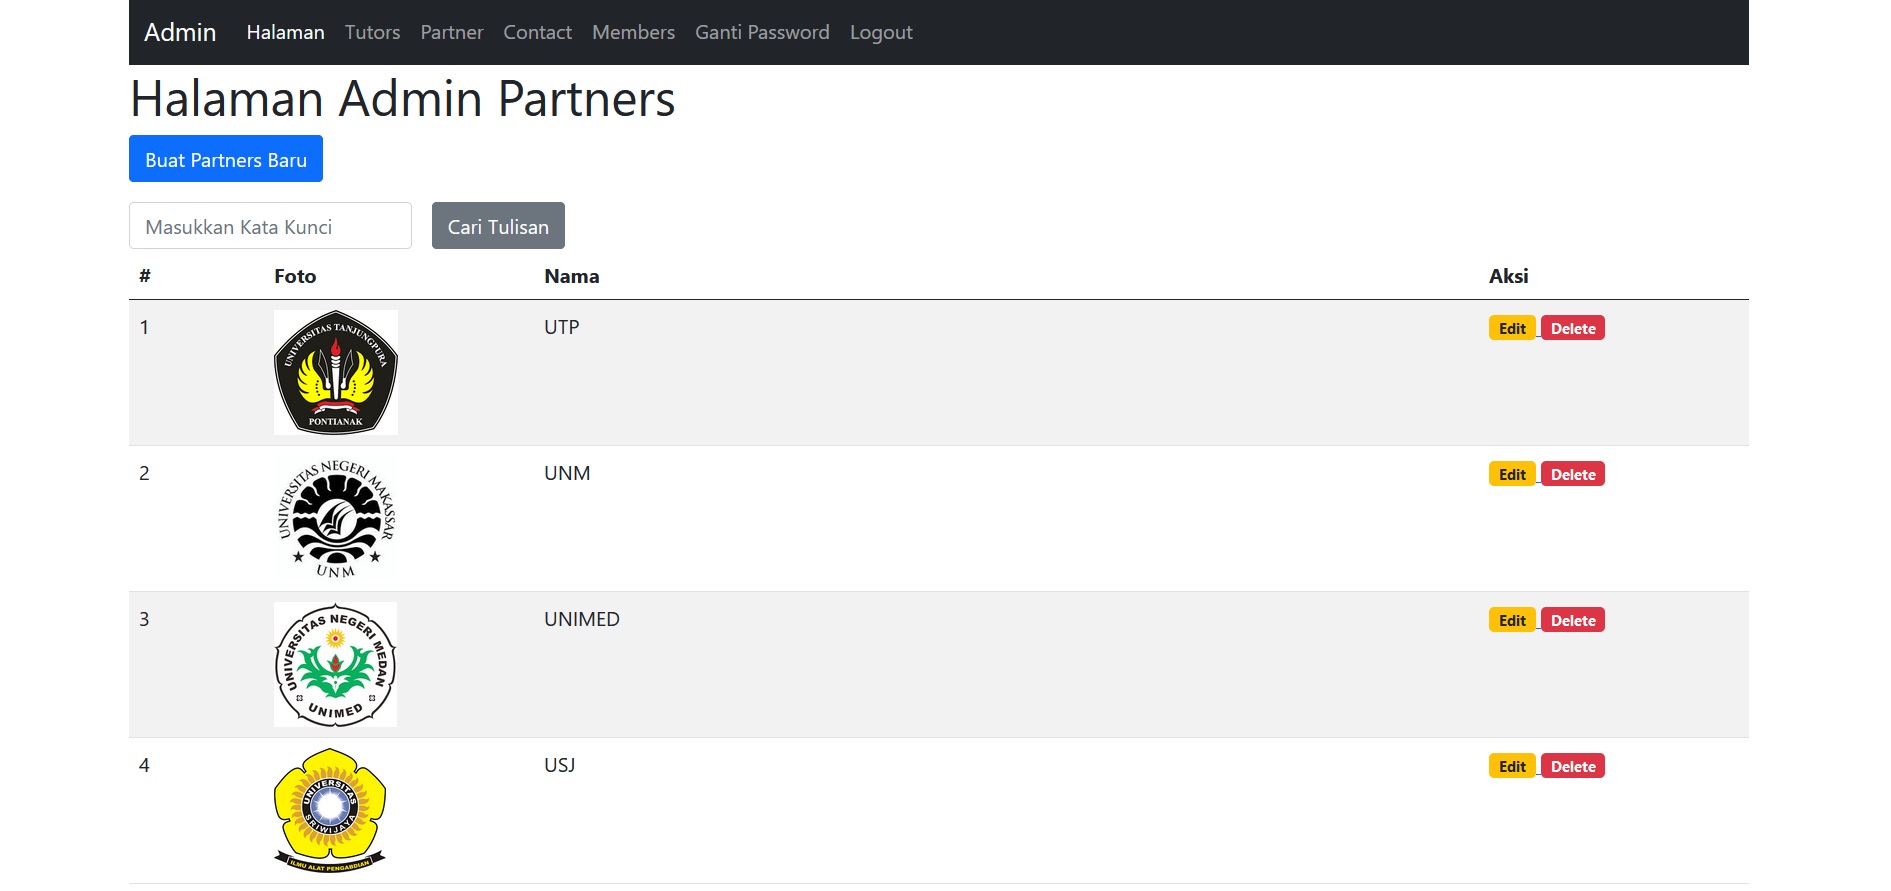 Admin Halaman Tutors Partner Contact Members Ganti Password Logout
Halaman Admin Partners
Buat Partners Baru
Masukkan Kata Kunci Cari Tulisan
# Foto Nama Aksi
1 UTP Edit Delete
UNIVERSITAS TANJUNGPURA
PONTIANAK
2 UNM Edit Delete
UNIVERSITAS NEGERI MAKASSAR
UNM
3 UNIMED Edit Delete
UNIVERSITAS NEGERI MEDAN
UNIMED
4 USJ Edit Delete
UNIVERSITAS
SRIWIJAYA
ILMU ALAT PENGABDIAN